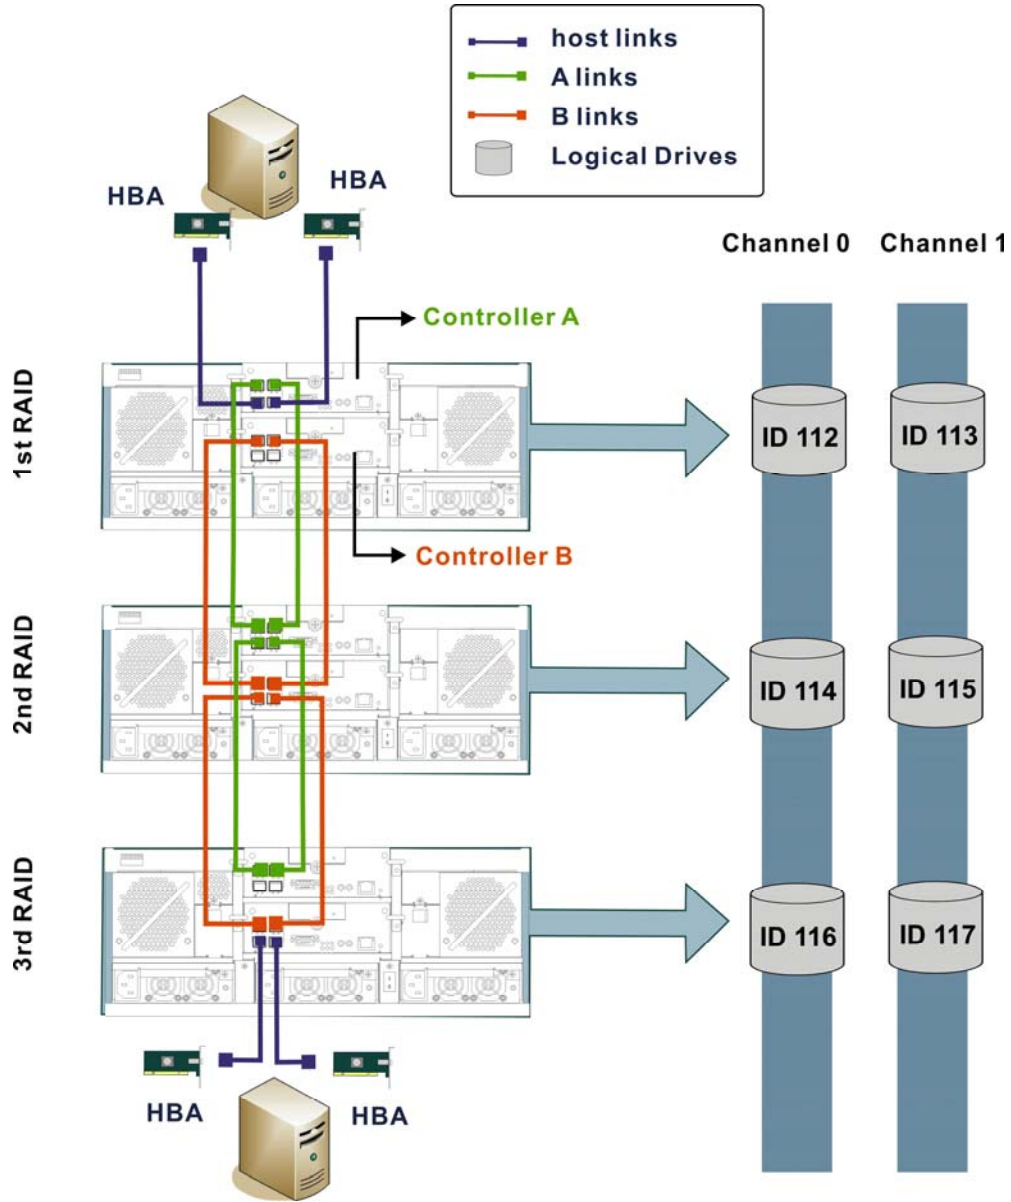 host links
A links
B links
Logical Drives
HBA
HBA
Channel 0
Channel 1
Controller A
1st RAID
ID 112
ID 113
Controller B
2nd RAID
ID 114
ID 115
3rd RAID
ID 116
ID 117
HBA
HBA